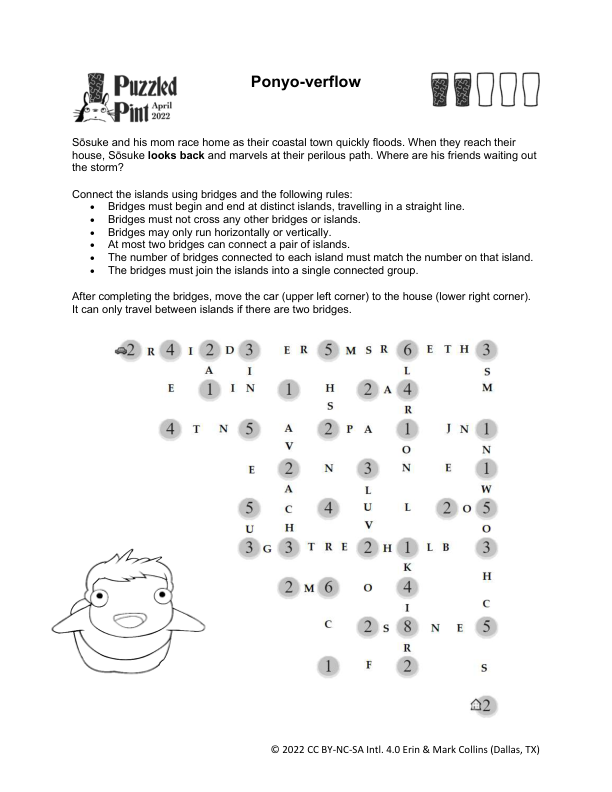 Puzzled
Pint April
2022
Ponyo-verflow
Sōsuke and his mom race home as their coastal town quickly floods. When they reach their
house, Sōsuke looks back and marvels at their perilous path. Where are his friends waiting out
the storm?
Connect the islands using bridges and the following rules:
• Bridges must begin and end at distinct islands, travelling in a straight line.
• Bridges must not cross any other bridges or islands.
• Bridges may only run horizontally or vertically.
• At most two bridges can connect a pair of islands.
• The number of bridges connected to each island must match the number on that island.
• The bridges must join the islands into a single connected group.
After completing the bridges, move the car (upper left corner) to the house (lower right corner).
It can only travel between islands if there are two bridges.
2 R 4 I 2 D 3 E R 5 M S R 6 E T H 3
A I L S
E 1 I N 1 H 2 A 4 M
S R
4 T N 5 A 2 P A 1 J N 1
V O N
E 2 N 3 N E 1
A L W
5 C 4 U L 2 O 5
U H V O
3 G 3 T R E 2 H 1 L B 3
K
H
2 M 6 O 4
I C
C 2 S 8 N E 5
R
1 F 2 S
2
© 2022 CC BY-NC-SA Intl. 4.0 Erin & Mark Collins (Dallas, TX)